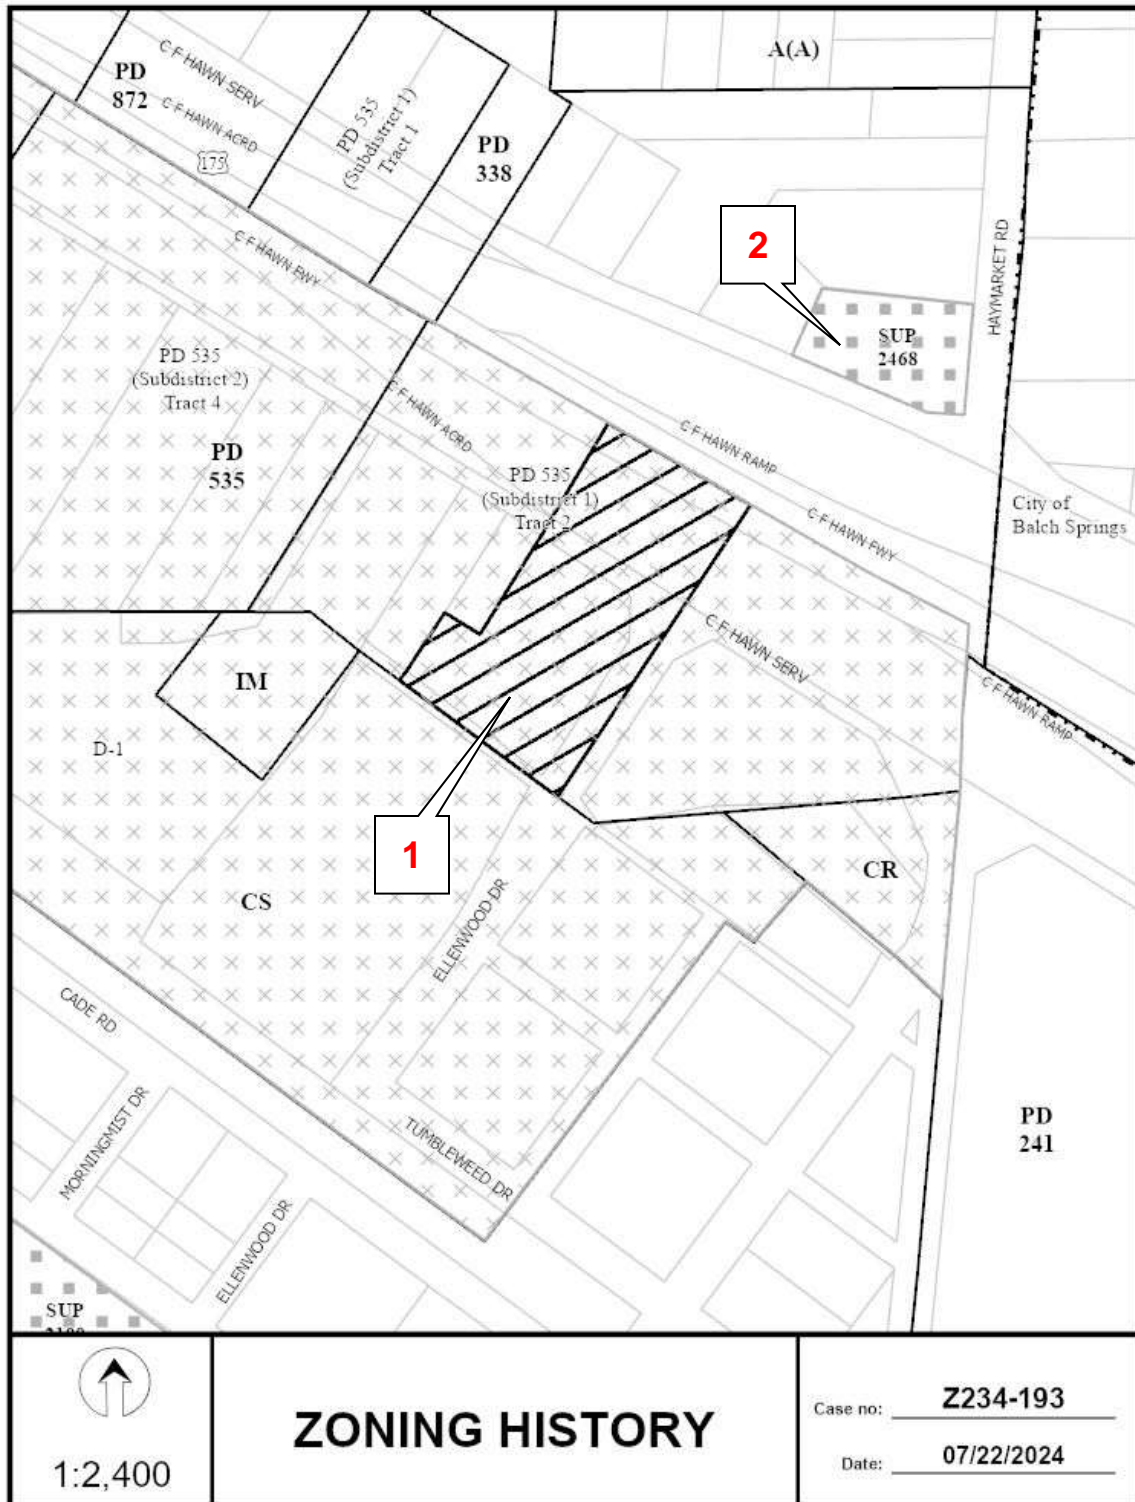 A(A)
C F HAWN SERV
PD
872
C F HAWN ACRD
175
PD 535
(Subdistrict 1)
Tract 1
PD
338
2
HAYMARKET RD
C F HAWN FWY
SUP
2468
PD 535
(Subdistrict 2)
Tract 4
PD
535
C F HAWN ACRD
C F HAWN RAMP
PD 535
(Subdistrict 1)
Tract 2
C F HAWN FWY
City of
Balch Springs
C F HAWN SERV
IM
C F HAWN RAMP
D-1
1
CR
CS
ELLENWOOD DR
CADE RD
MORNINGMIST DR
TUMBLEWEED DR
PD
241
ELLENWOOD DR
SUP
1:2,400
ZONING HISTORY
Case no: Z234-193
Date: 07/22/2024